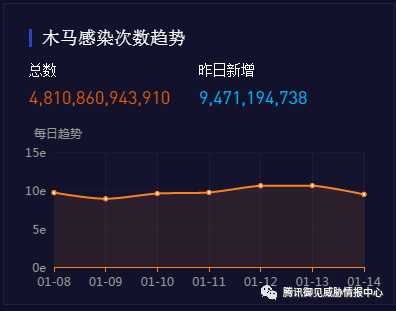 木马感染次数趋势
总数 昨日新增
4,810,860,943,910 9,471,194,738
每日趋势
15e
10e
5e
0e
01-08 01-09 01-10 01-11 01-12 01-13 01-14
腾讯御见威胁情报中心